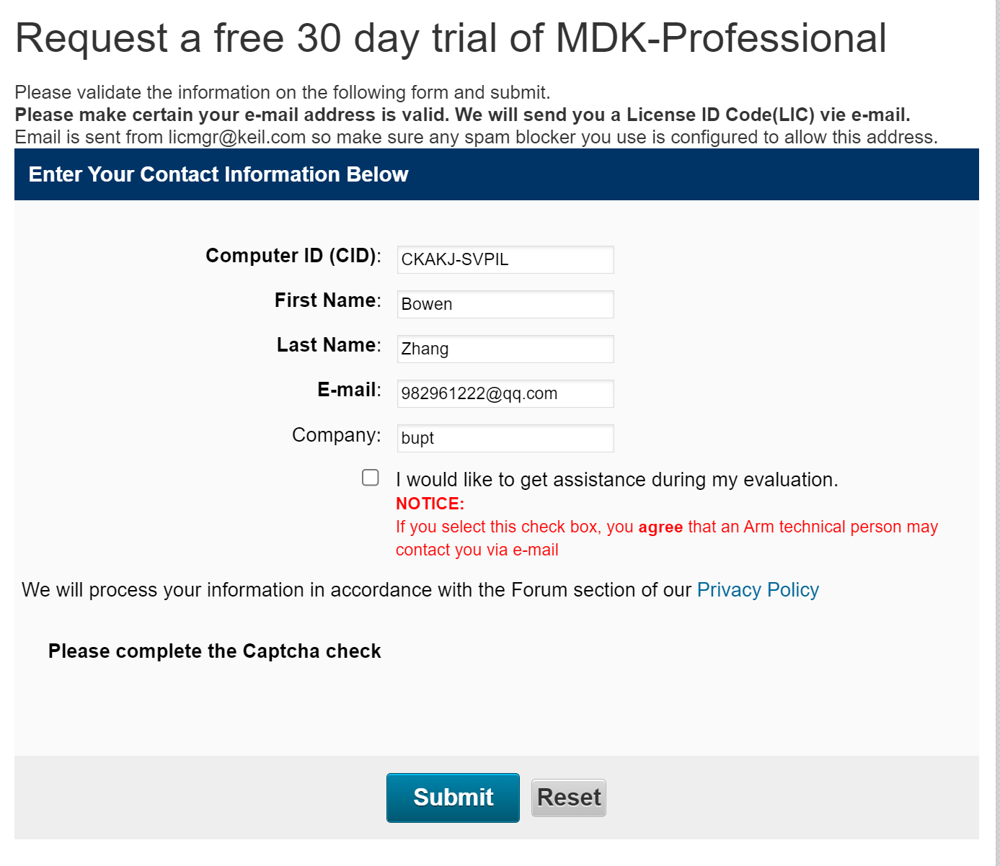 Request a free 30 day trial of MDK-Professional
Please validate the information on the following form and submit.
Please make certain your e-mail address is valid. We will send you a License ID Code(LIC) vie e-mail.
Email is sent from licmgr@keil.com so make sure any spam blocker you use is configured to allow this address.
Enter Your Contact Information Below
Computer ID (CID): CKAKJ-SVPIL
First Name: Bowen
Last Name: Zhang
E-mail: 982961222@qq.com
Company: bupt
I would like to get assistance during my evaluation.
NOTICE:
If you select this check box, you agree that an Arm technical person may
contact you via e-mail
We will process your information in accordance with the Forum section of our Privacy Policy
Please complete the Captcha check
Submit Reset